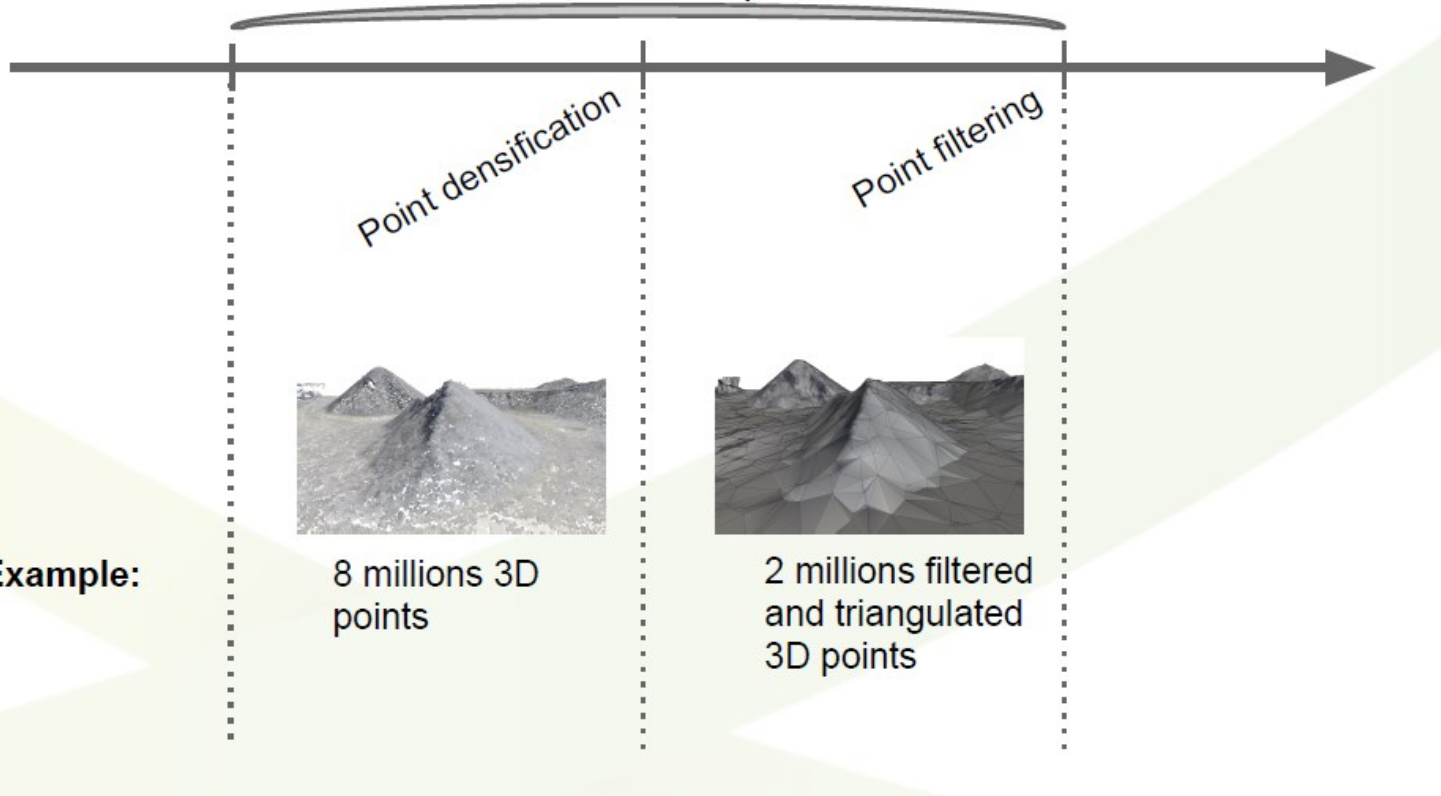 Point densification
Point filtering
Example:
8 millions 3D
points
2 millions filtered
and triangulated
3D points